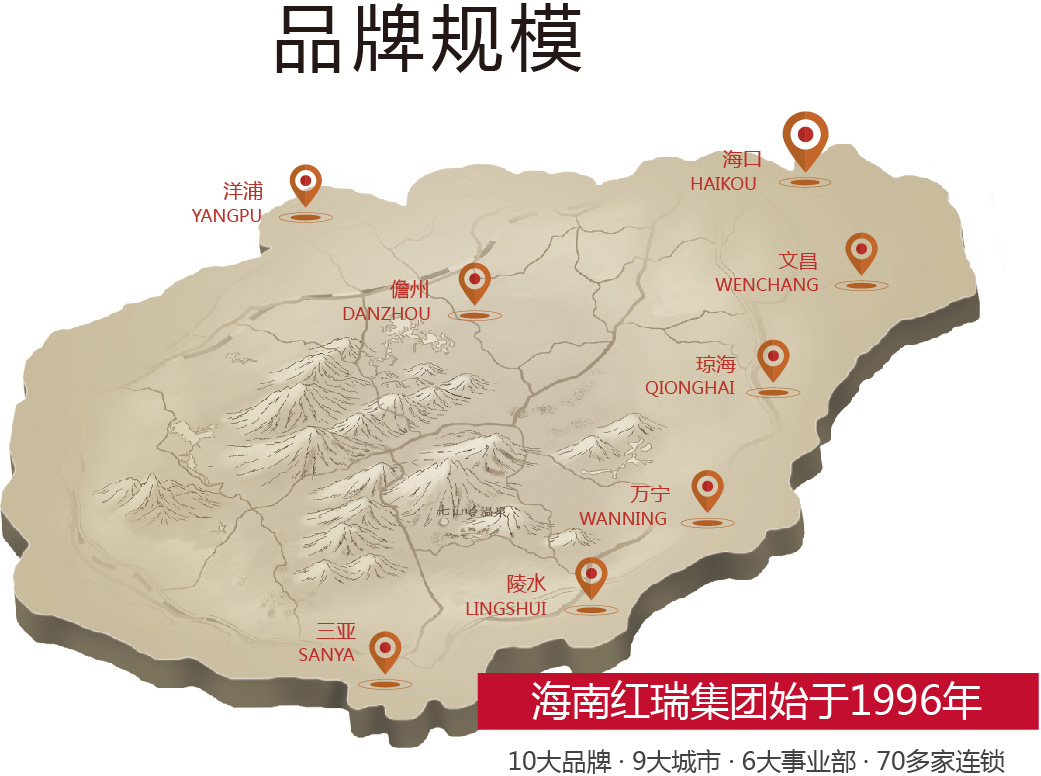 品牌规模
海口
HAIKOU
洋浦
YANGPU
文昌
WENCHANG
儋州
DANZHOU
琼海
QIONGHAI
万宁
WANNING
陵水
LINGSHUI
三亚
SANYA
海南红瑞集团始于1996年
10大品牌 · 9大城市 · 6大事业部 · 70多家连锁